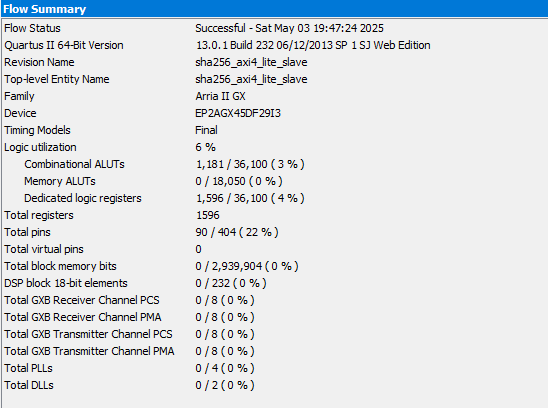 Flow Summary
Flow Status Successful - Sat May 03 19:47:24 2025
Quartus II 64-Bit Version 13.0.1 Build 232 06/12/2013 SP 1 SJ Web Edition
Revision Name sha256_axi4_lite_slave
Top-level Entity Name sha256_axi4_lite_slave
Family Arria II GX
Device EP2AGX45DF29I3
Timing Models Final
Logic utilization 6 %
Combinational ALUTs 1,181 / 36,100 ( 3 % )
Memory ALUTs 0 / 18,050 ( 0 % )
Dedicated logic registers 1,596 / 36,100 ( 4 % )
Total registers 1596
Total pins 90 / 404 ( 22 % )
Total virtual pins 0
Total block memory bits 0 / 2,939,904 ( 0 % )
DSP block 18-bit elements 0 / 232 ( 0 % )
Total GXB Receiver Channel PCS 0 / 8 ( 0 % )
Total GXB Receiver Channel PMA 0 / 8 ( 0 % )
Total GXB Transmitter Channel PCS 0 / 8 ( 0 % )
Total GXB Transmitter Channel PMA 0 / 8 ( 0 % )
Total PLLs 0 / 4 ( 0 % )
Total DLLs 0 / 2 ( 0 % )